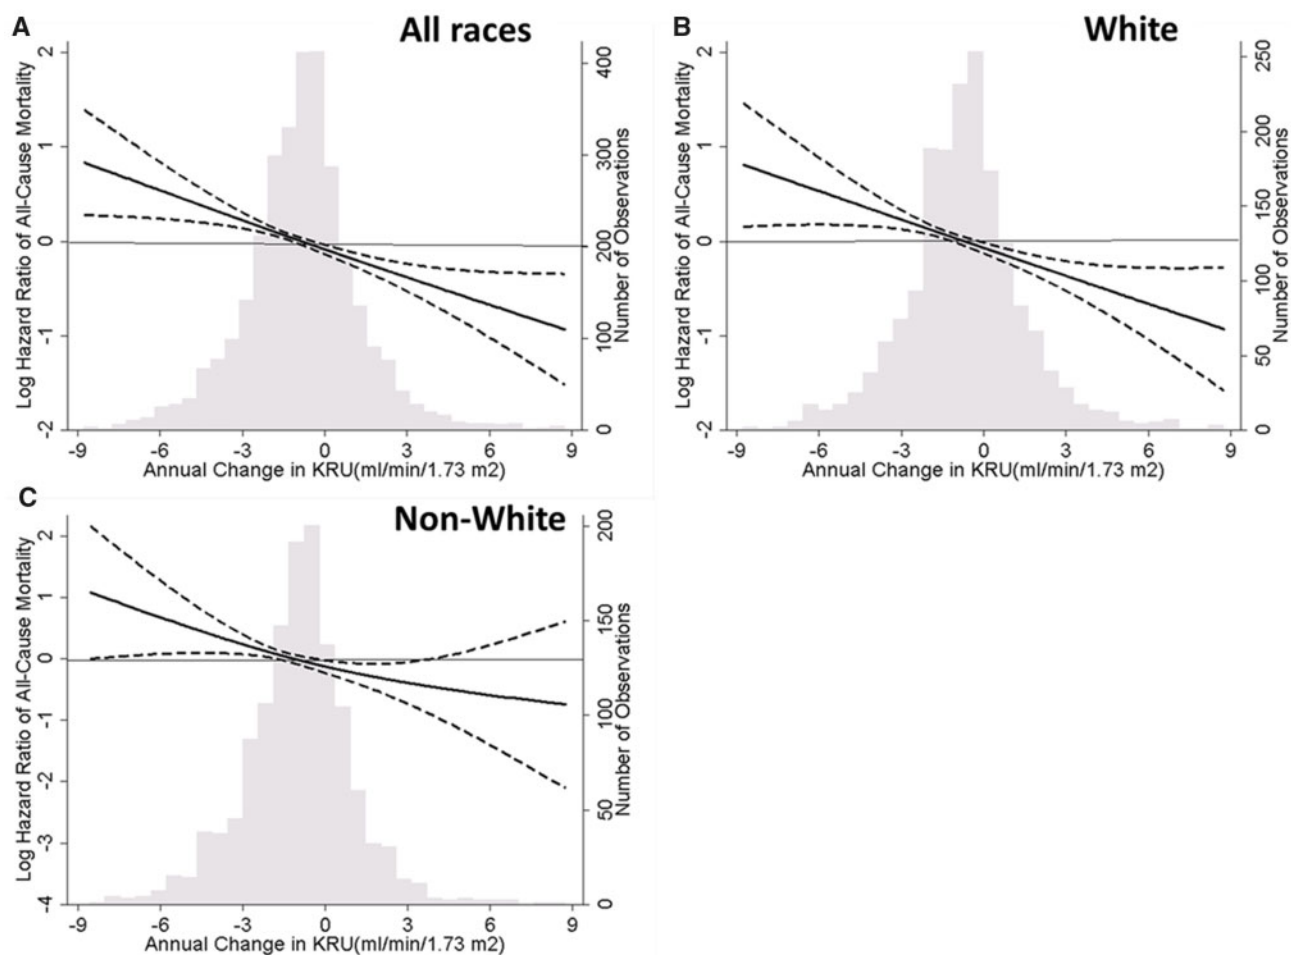 A
All races
Log Hazard Ratio of All-Cause Mortality
2
1
0
-1
-2
400
300
200
100
0
Number of Observations
-9 -6 -3 0 3 6 9
Annual Change in KRU(ml/min/1.73 m2)
B
White
Log Hazard Ratio of All-Cause Mortality
2
1
0
-1
-2
250
200
150
100
50
0
Number of Observations
-9 -6 -3 0 3 6 9
Annual Change in KRU(ml/min/1.73 m2)
C
Non-White
Log Hazard Ratio of All-Cause Mortality
2
1
0
-1
-2
-3
-4
200
150
100
50
0
Number of Observations
-9 -6 -3 0 3 6 9
Annual Change in KRU(ml/min/1.73 m2)